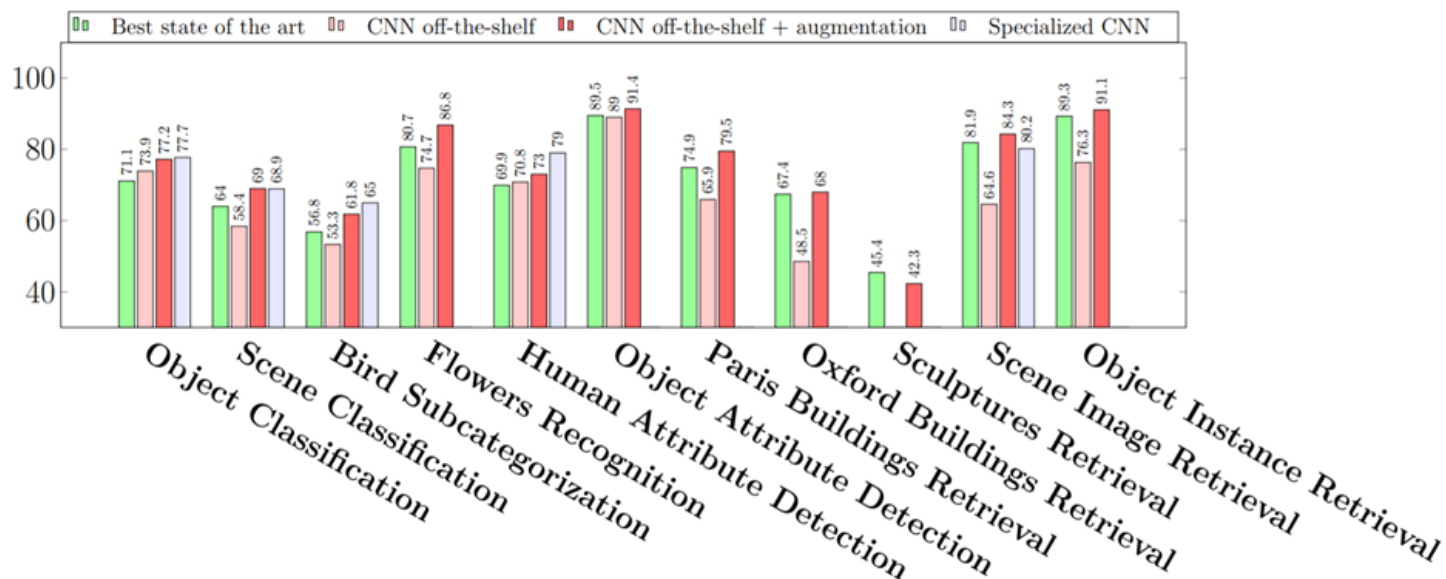 Best state of the art CNN off-the-shelf CNN off-the-shelf + augmentation Specialized CNN
100
80
60
40
71.1 73.9 77.2 77.7
64 58.4 69 68.9
56.8 53.3 61.8 65
80.7 74.7 86.8
69.9 70.8 73 79
89.5 89 91.4
74.9 65.9 79.5
67.4 48.5 68
45.4 42.3
81.9 64.6 84.3 80.2
89.3 76.3 91.1
Object Classification
Scene Classification
Bird Subcategorization
Flowers Recognition
Human Attribute Detection
Object Attribute Detection
Paris Buildings Retrieval
Oxford Buildings Retrieval
Sculptures Retrieval
Scene Image Retrieval
Object Instance Retrieval